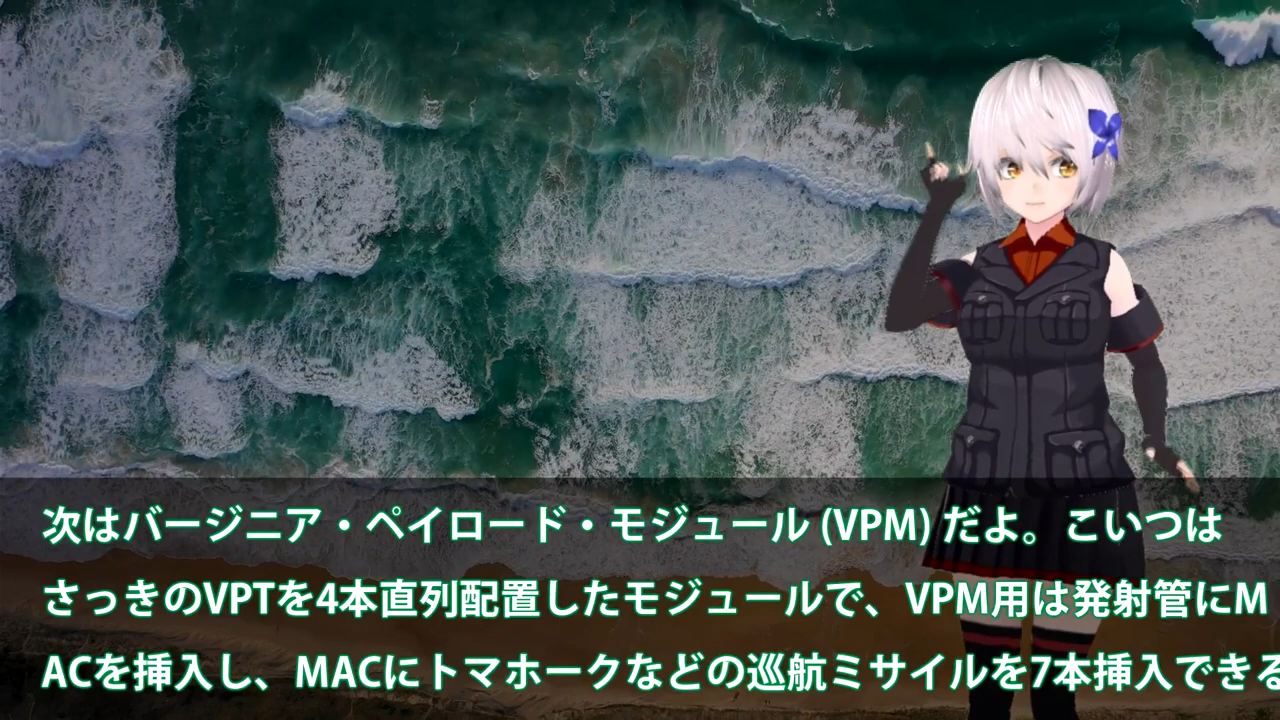 次はバージニア・ペイロード・モジュール (VPM) だよ。こいつは
さっきのVPTを4本直列配置したモジュールで、VPM用は発射管にM
ACを挿入し、MACにトマホークなどの巡航ミサイルを7本挿入できる